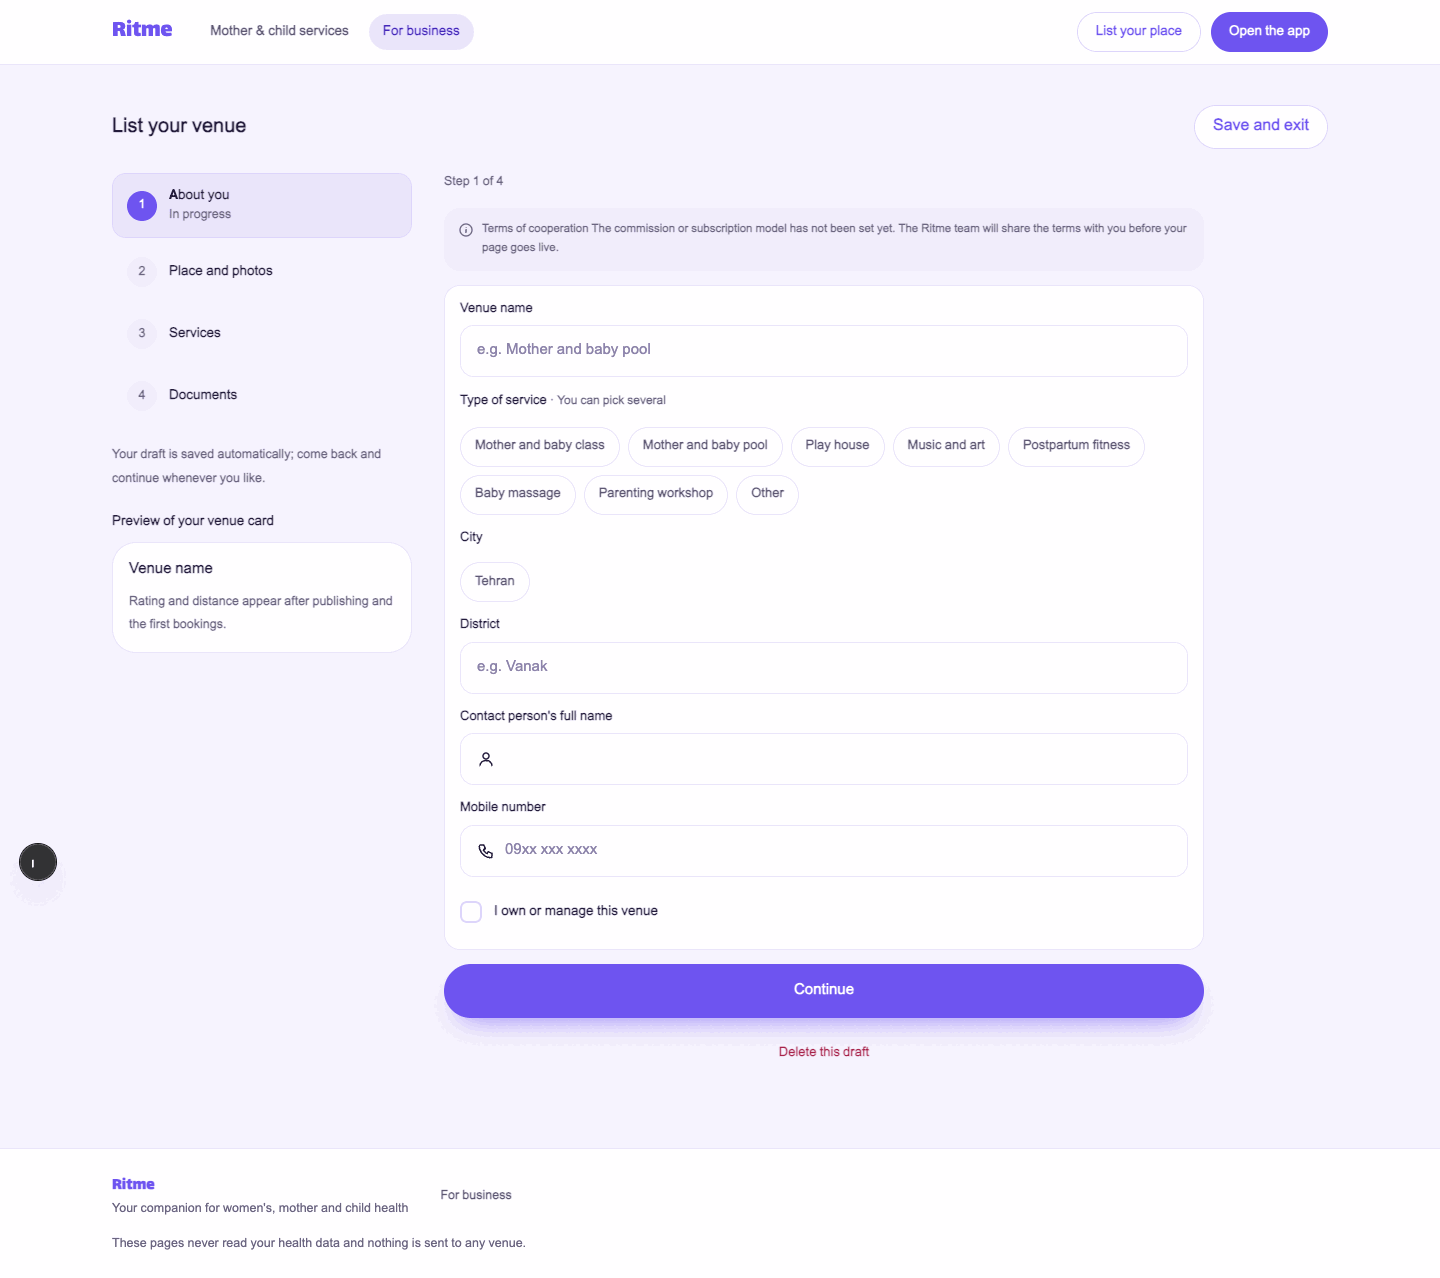 Ritme
Mother & child services
For business
List your place
Open the app
List your venue
Save and exit
1
About you
In progress
2
Place and photos
3
Services
4
Documents
Your draft is saved automatically; come back and
continue whenever you like.
Preview of your venue card
Venue name
Rating and distance appear after publishing and
the first bookings.
Step 1 of 4
Terms of cooperation The commission or subscription model has not been set yet. The Ritme team will share the terms with you before your
page goes live.
Venue name
e.g. Mother and baby pool
Type of service · You can pick several
Mother and baby class
Mother and baby pool
Play house
Music and art
Postpartum fitness
Baby massage
Parenting workshop
Other
City
Tehran
District
e.g. Vanak
Contact person's full name
Mobile number
09xx xxx xxxx
I own or manage this venue
Continue
Delete this draft
Ritme
Your companion for women's, mother and child health
For business
These pages never read your health data and nothing is sent to any venue.